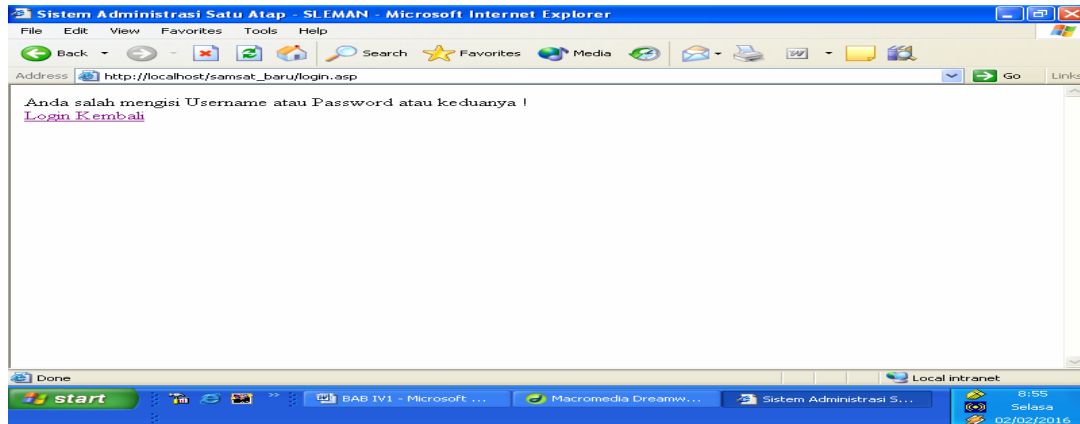 Sistem Administrasi Satu Atap - SLEMAN - Microsoft Internet Explorer
File Edit View Favorites Tools Help
Back Search Favorites Media
Address http://localhost/samsat_baru/login.asp Go Links
Anda salah mengisi Username atau Password atau keduanya !
Login Kembali
Done Local intranet
start BAB IV1 - Microsoft ... Macromedia Dreamw... Sistem Administrasi S... 8:55
Selasa
02/02/2016